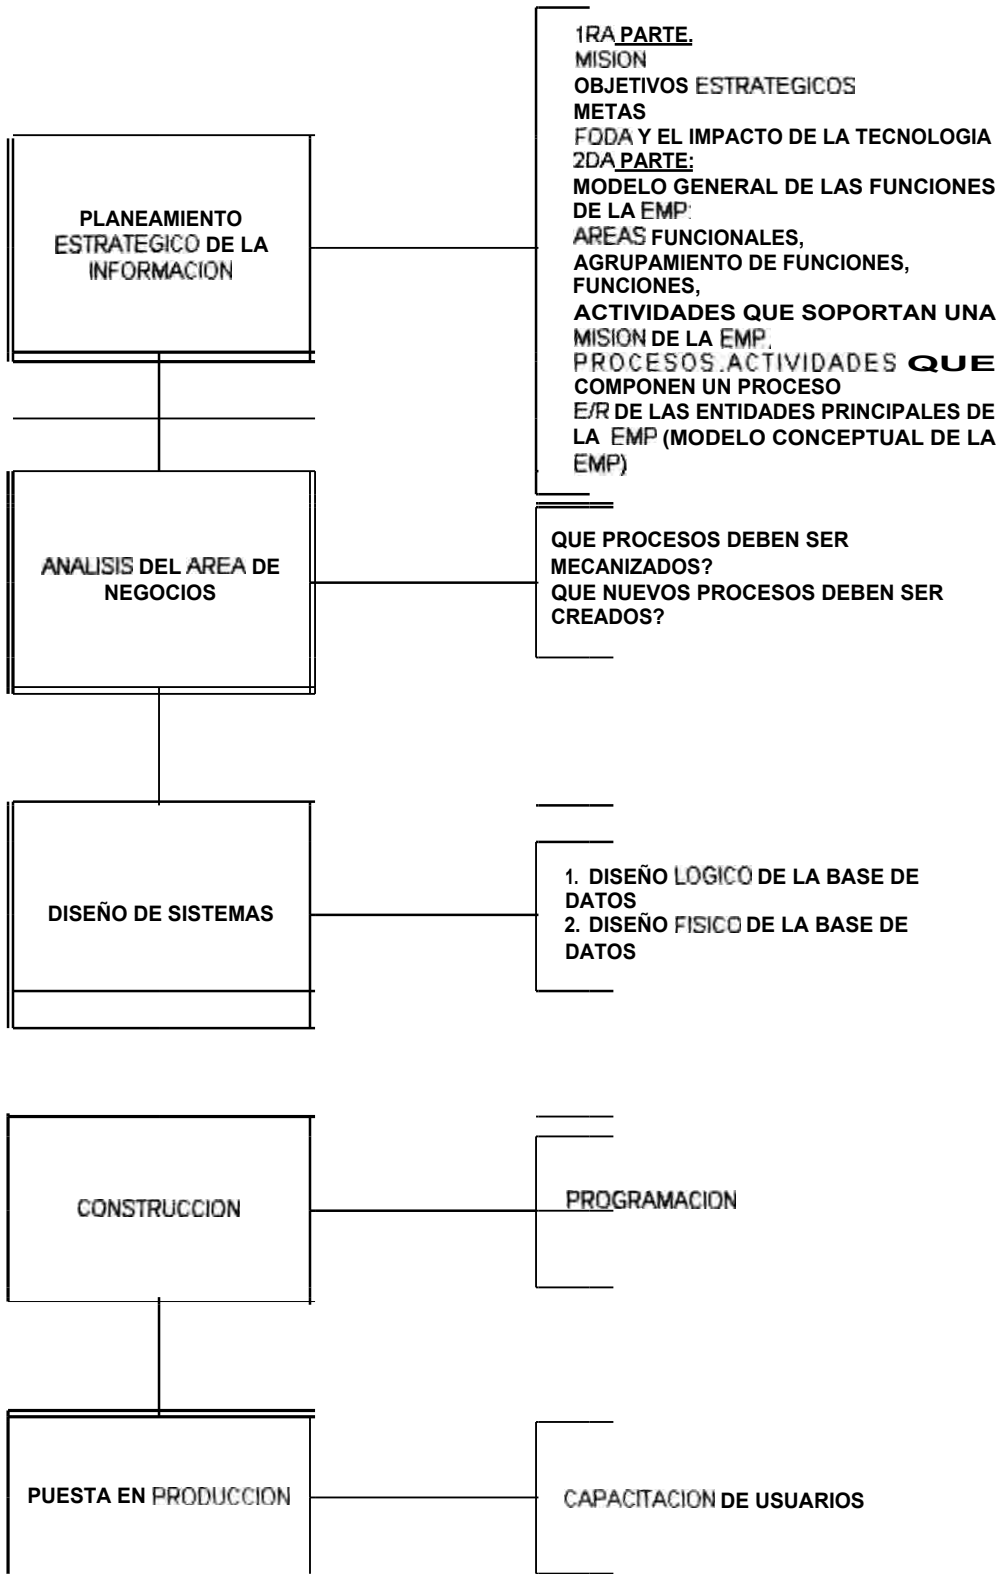 1RA PARTE.
MISION
OBJETIVOS ESTRATEGICOS
METAS
FODA Y EL IMPACTO DE LA TECNOLOGIA
2DA PARTE:
MODELO GENERAL DE LAS FUNCIONES
DE LA EMP:
AREAS FUNCIONALES,
AGRUPAMIENTO DE FUNCIONES,
FUNCIONES,
ACTIVIDADES QUE SOPORTAN UNA
MISION DE LA EMP.
PROCESOS.ACTIVIDADES QUE
COMPONEN UN PROCESO
E/R DE LAS ENTIDADES PRINCIPALES DE
LA EMP (MODELO CONCEPTUAL DE LA
EMP)
PLANEAMIENTO
ESTRATEGICO DE LA
INFORMACION
ANALISIS DEL AREA DE
NEGOCIOS
QUE PROCESOS DEBEN SER
MECANIZADOS?
QUE NUEVOS PROCESOS DEBEN SER
CREADOS?
DISEÑO DE SISTEMAS
1. DISEÑO LOGICO DE LA BASE DE
DATOS
2. DISEÑO FISICO DE LA BASE DE
DATOS
CONSTRUCCION
PROGRAMACION
PUESTA EN PRODUCCION
CAPACITACION DE USUARIOS